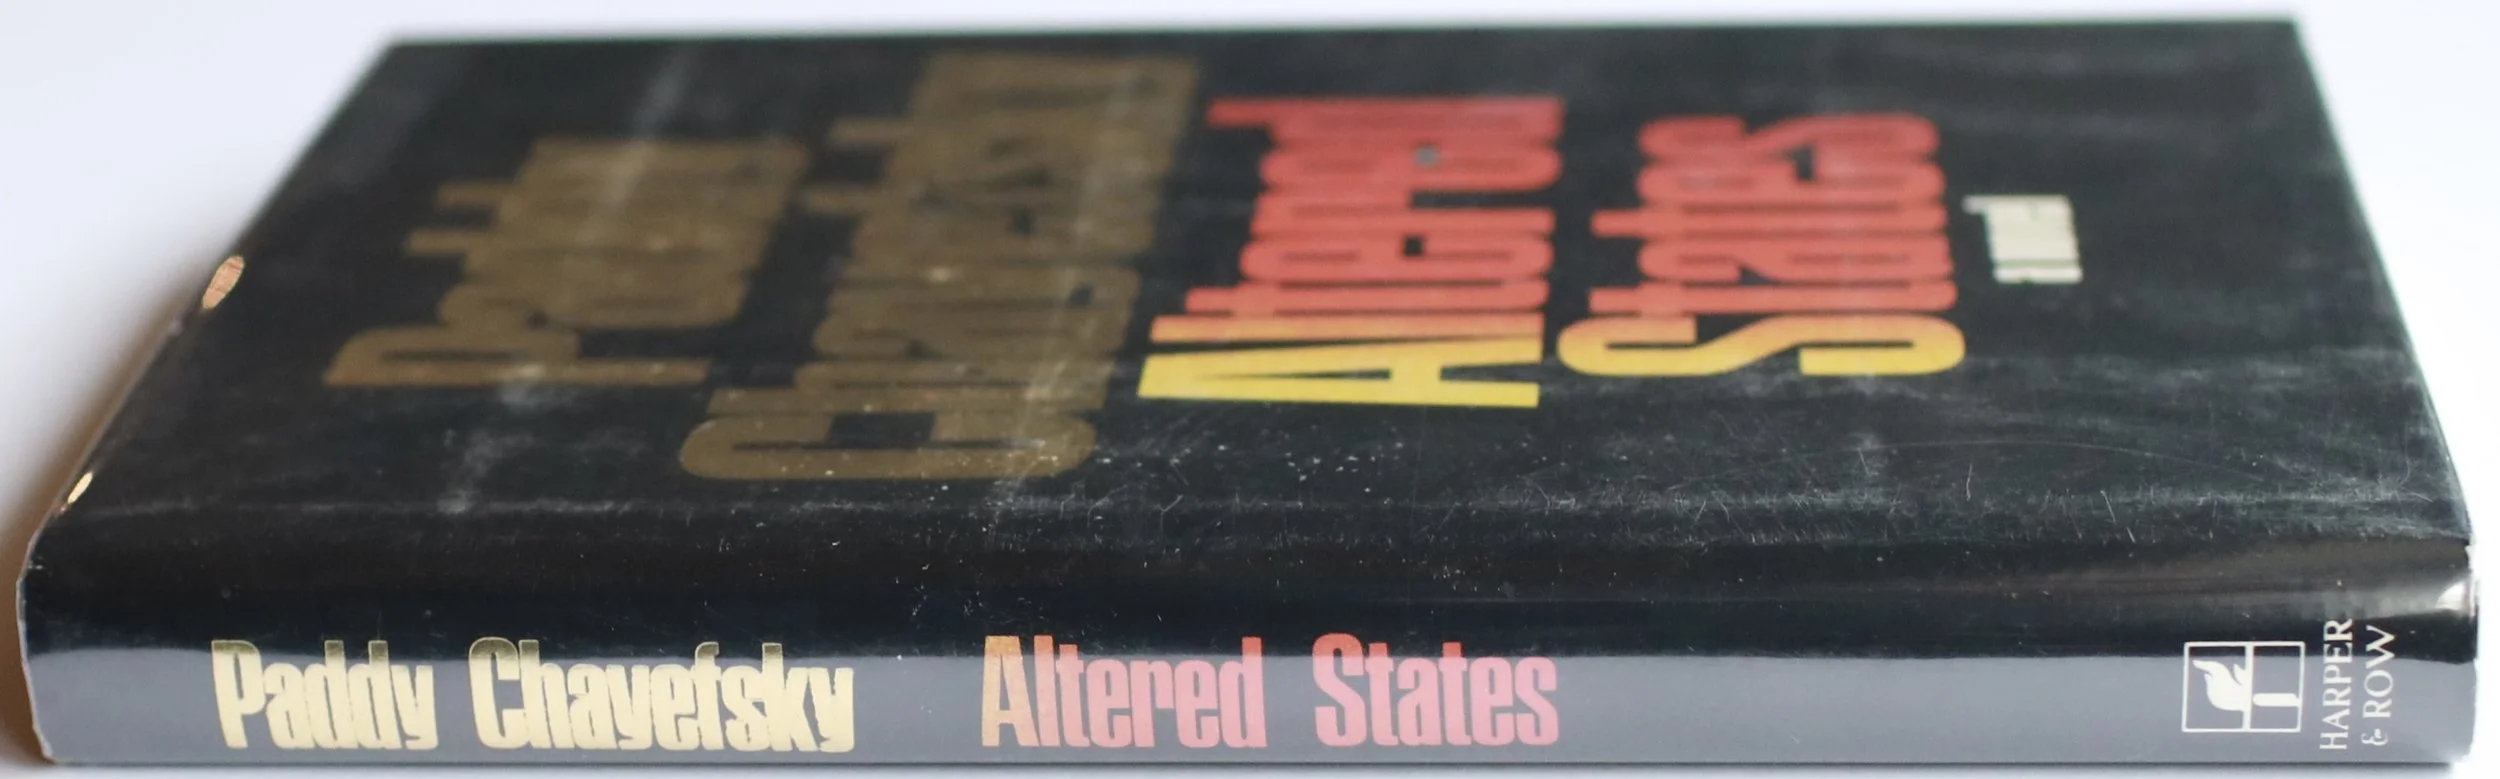 Paddy
Chayefsky
Altered
States
a novel
Paddy Chayefsky Altered States
HARPER
& ROW